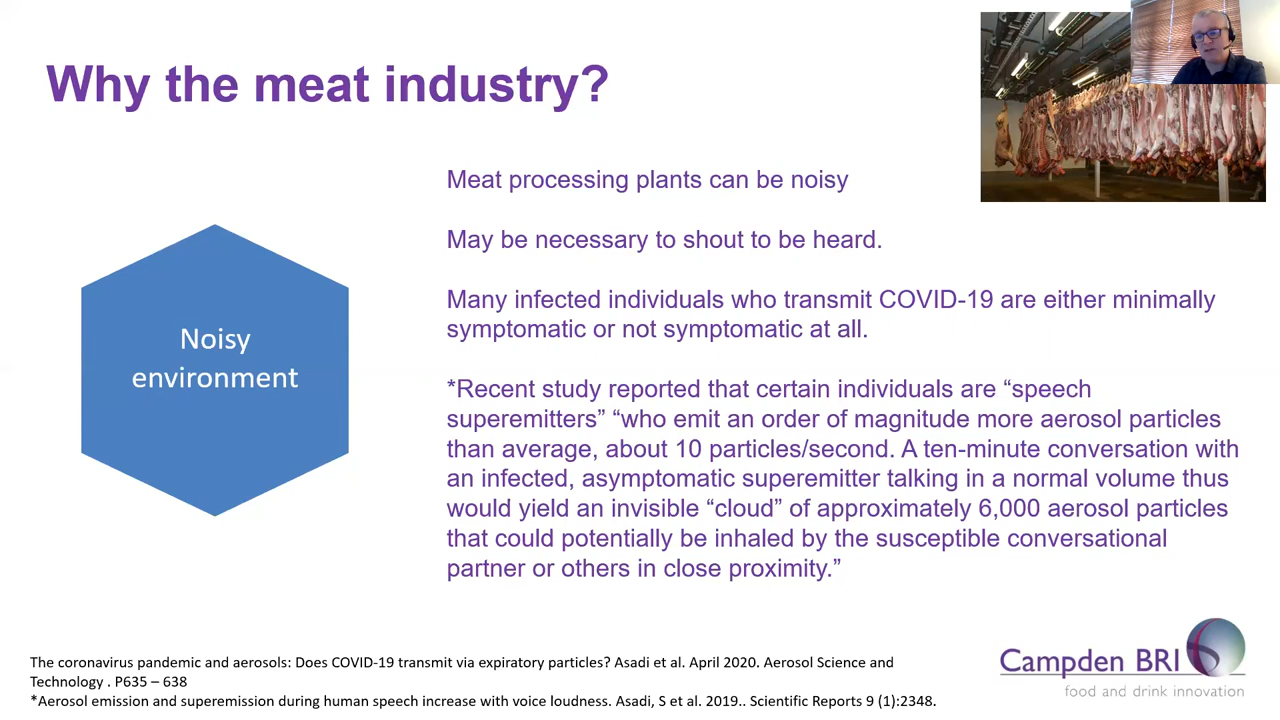 Why the meat industry?
Meat processing plants can be noisy
May be necessary to shout to be heard.
Many infected individuals who transmit COVID-19 are either minimally
symptomatic or not symptomatic at all.
Noisy
environment
*Recent study reported that certain individuals are “speech
superemitters” “who emit an order of magnitude more aerosol particles
than average, about 10 particles/second. A ten-minute conversation with
an infected, asymptomatic superemitter talking in a normal volume thus
would yield an invisible “cloud” of approximately 6,000 aerosol particles
that could potentially be inhaled by the susceptible conversational
partner or others in close proximity.”
The coronavirus pandemic and aerosols: Does COVID-19 transmit via expiratory particles? Asadi et al. April 2020. Aerosol Science and
Technology . P635 – 638
*Aerosol emission and superemission during human speech increase with voice loudness. Asadi, S et al. 2019.. Scientific Reports 9 (1):2348.
Campden BRI
food and drink innovation